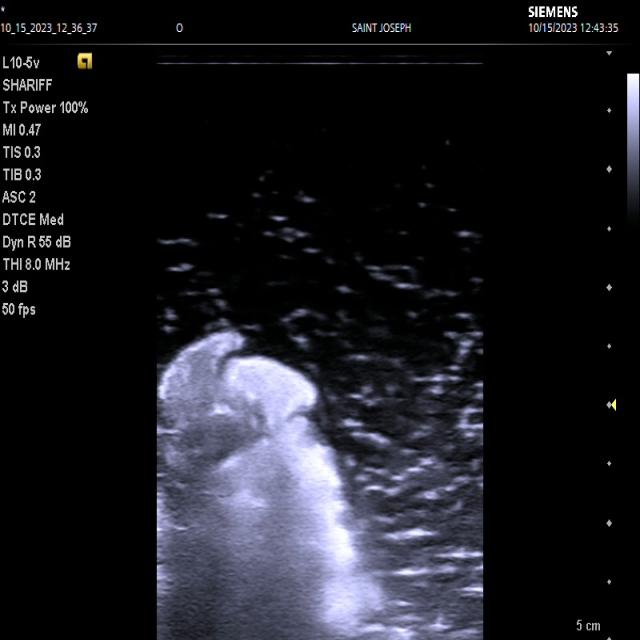 *
SIEMENS
10_15_2023_12_36_37 O SAINT JOSEPH 10/15/2023 12:43:35
L10-5v
SHARIFF
Tx Power 100%
MI 0.47
TIS 0.3
TIB 0.3
ASC 2
DTCE Med
Dyn R 55 dB
THI 8.0 MHz
3 dB
50 fps
5 cm